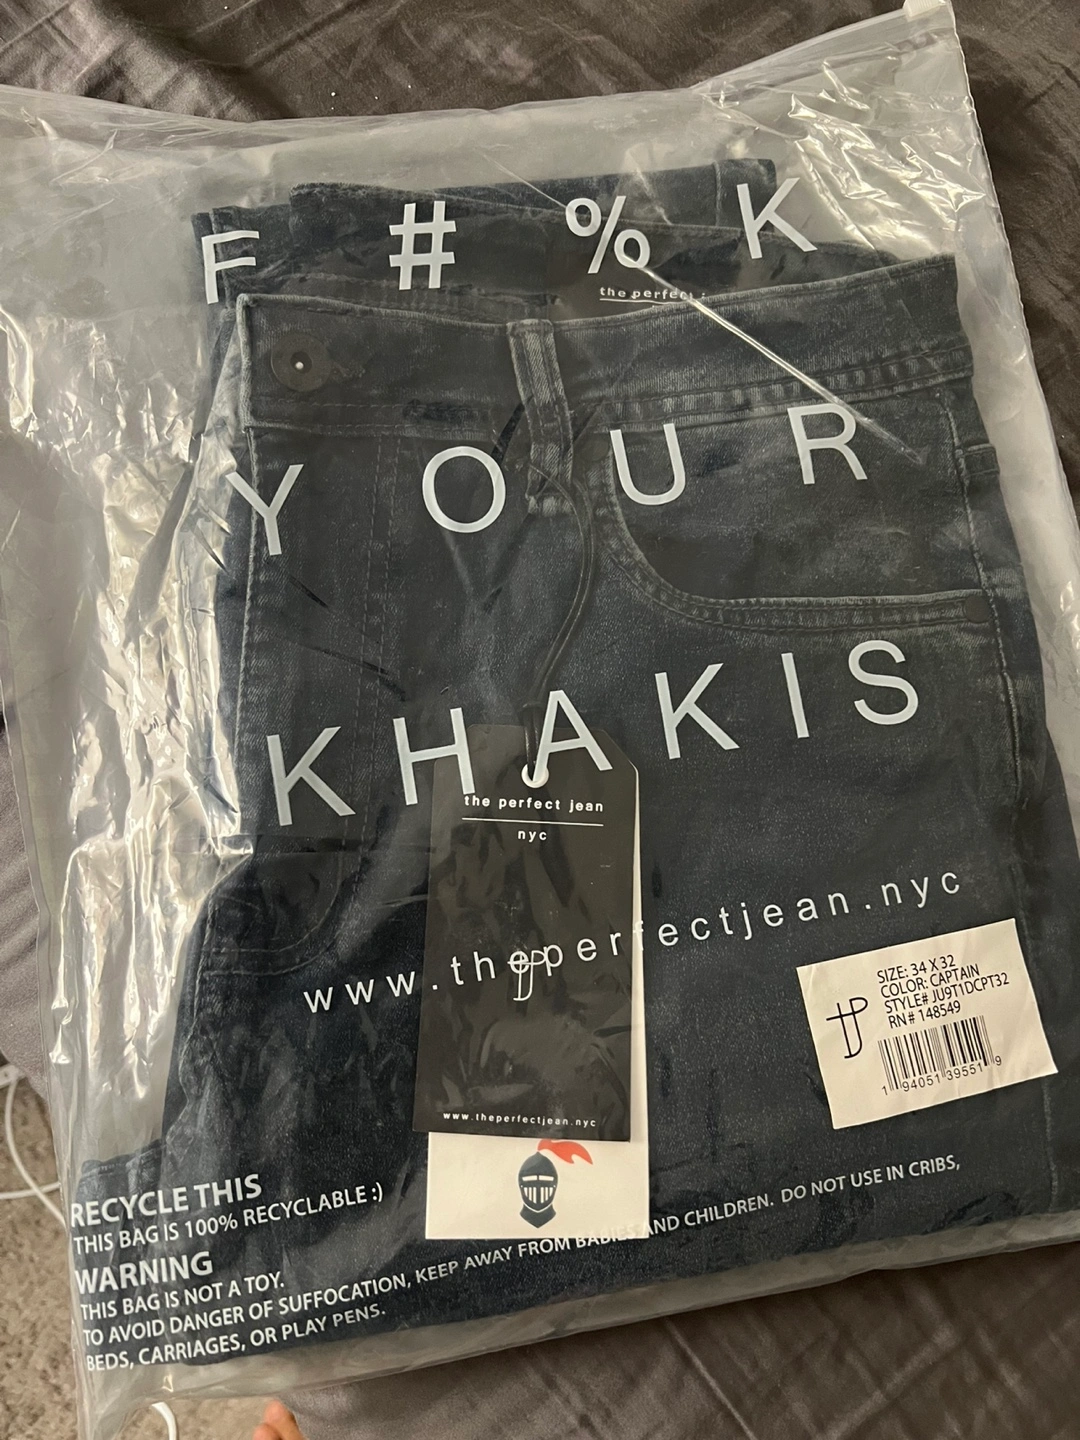 F # % K
the perfect
YOUR
KHAKIS
the perfect jean
nyc
www.theperfectjean.nyc
SIZE: 34 X 32
COLOR: CAPTAIN
STYLE# JU9T1DCPT32
RN# 148549
1 94051 39551 9
www.theperfectjean.nyc
RECYCLE THIS
THIS BAG IS 100% RECYCLABLE :)
WARNING
THIS BAG IS NOT A TOY.
TO AVOID DANGER OF SUFFOCATION, KEEP AWAY FROM BABIES AND CHILDREN. DO NOT USE IN CRIBS,
BEDS, CARRIAGES, OR PLAY PENS.